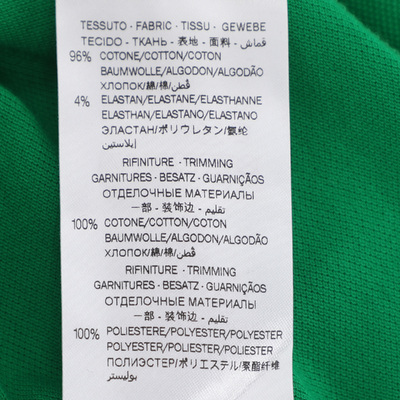 TESSUTO - FABRIC - TISSU - GEWEBE
TECIDO - ТКАНЬ - 表地 - 面料 - قماش
96% COTONE/COTTON/COTON
BAUMWOLLE/ALGODON/ALGODÃO
ХЛОПОК/綿/棉/قطن
4% ELASTAN/ELASTANE/ELASTHANNE
ELASTHAN/ELASTANO/ELASTANO
ЭЛАСТАН/ポリウレタン/氨纶
إيلاستين
RIFINITURE - TRIMMING
GARNITURES - BESATZ - GUARNIÇÃOS
ОТДЕЛОЧНЫЕ МАТЕРИАЛЫ
一部 - 装饰边 - تقليم
100% COTONE/COTTON/COTON
BAUMWOLLE/ALGODON/ALGODÃO
ХЛОПОК/綿/棉/قطن
RIFINITURE - TRIMMING
GARNITURES - BESATZ - GUARNIÇÃOS
ОТДЕЛОЧНЫЕ МАТЕРИАЛЫ
一部 - 装饰边 - تقليم
100% POLIESTERE/POLYESTER/POLYESTER
POLYESTER/POLIESTER/POLIESTER
ПОЛИЭСТЕР/ポリエステル/聚酯纤维
بوليستر